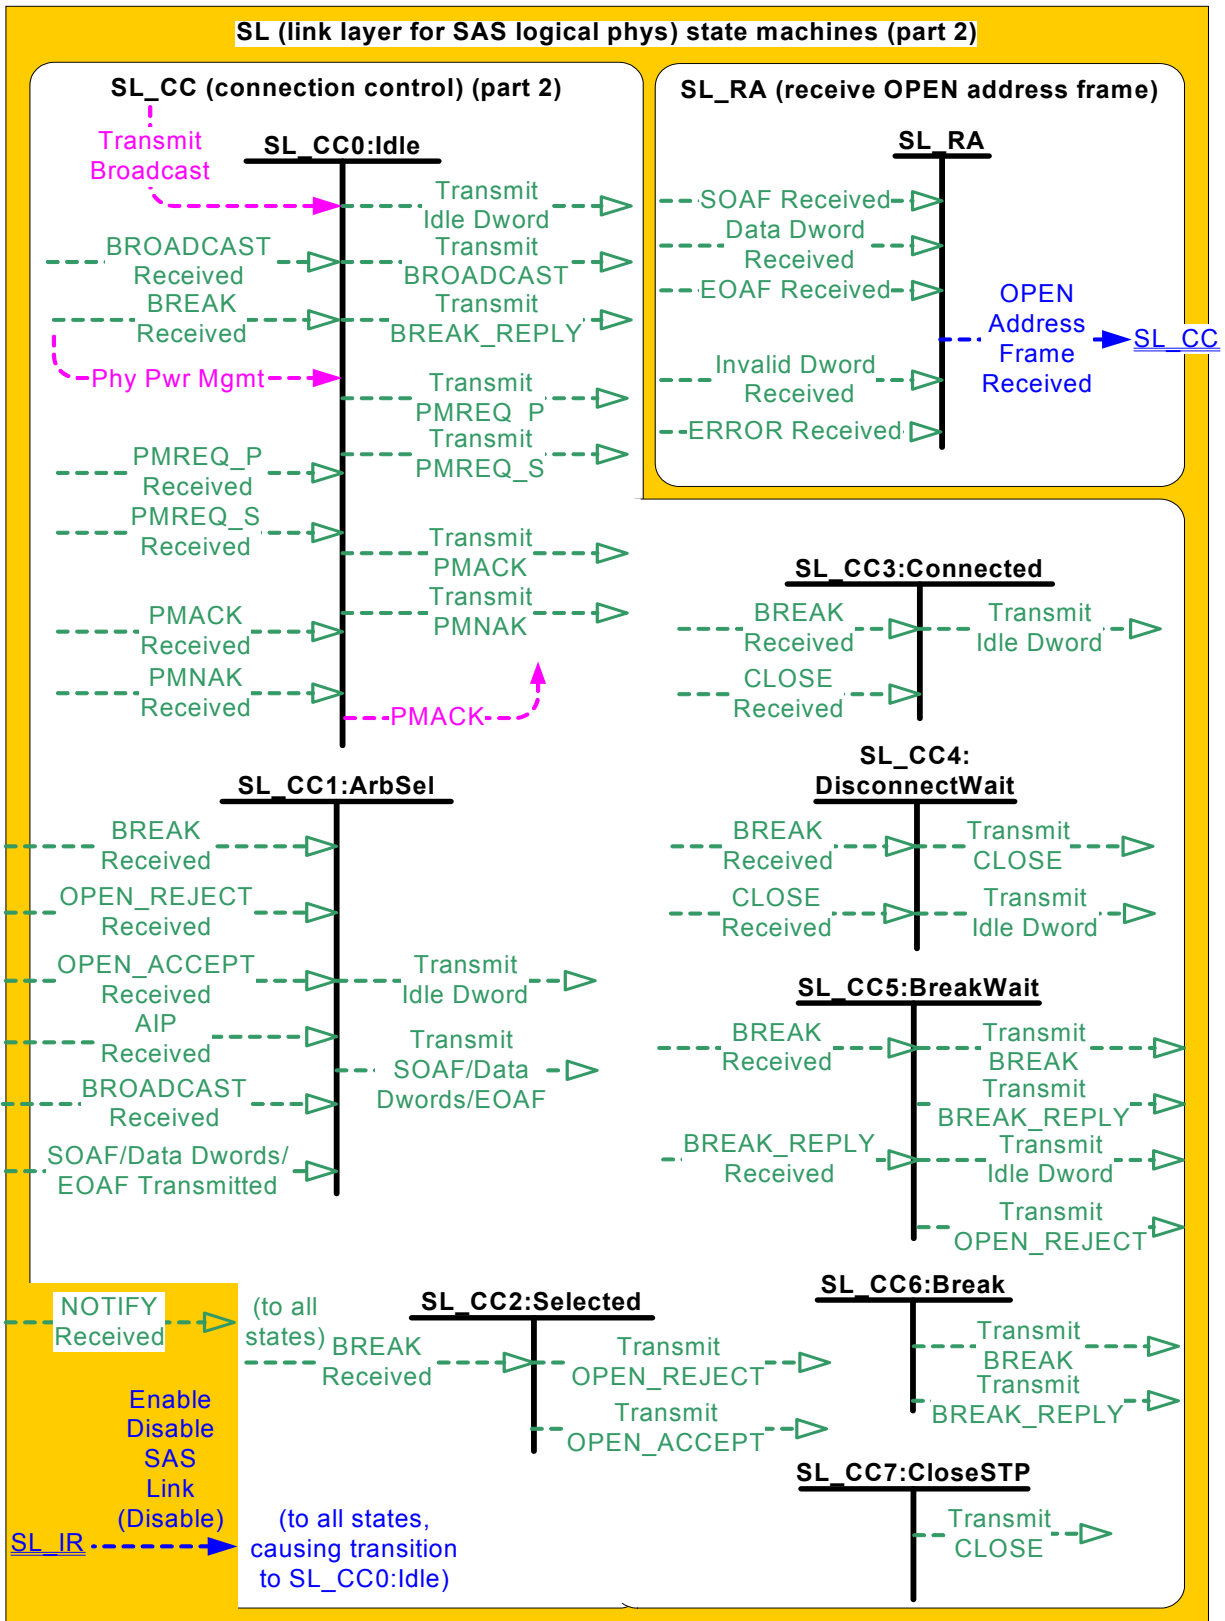 SL (link layer for SAS logical phys) state machines (part 2)
SL_CC (connection control) (part 2)
Transmit
Broadcast
SL_CC0:Idle
Transmit
Idle Dword
BROADCAST
Received
Transmit
BROADCAST
BREAK
Received
Transmit
BREAK_REPLY
Phy Pwr Mgmt
Transmit
PMREQ_P
Transmit
PMREQ_S
PMREQ_P
Received
PMREQ_S
Received
Transmit
PMACK
Transmit
PMNAK
PMACK
Received
PMNAK
Received
PMACK
SL_RA (receive OPEN address frame)
SL_RA
SOAF Received
Data Dword
Received
EOAF Received
OPEN
Address
Frame
Received
SL_CC
Invalid Dword
Received
ERROR Received
SL_CC1:ArbSel
BREAK
Received
OPEN_REJECT
Received
OPEN_ACCEPT
Received
AIP
Received
BROADCAST
Received
SOAF/Data Dwords/
EOAF Transmitted
Transmit
Idle Dword
Transmit
SOAF/Data
Dwords/EOAF
SL_CC3:Connected
BREAK
Received
Transmit
Idle Dword
CLOSE
Received
SL_CC4:
DisconnectWait
BREAK
Received
Transmit
CLOSE
CLOSE
Received
Transmit
Idle Dword
SL_CC5:BreakWait
BREAK
Received
Transmit
BREAK
Transmit
BREAK_REPLY
BREAK_REPLY
Received
Transmit
Idle Dword
Transmit
OPEN_REJECT
NOTIFY
Received
(to all
states)
SL_CC2:Selected
BREAK
Received
Transmit
OPEN_REJECT
Transmit
OPEN_ACCEPT
SL_CC6:Break
Transmit
BREAK
Transmit
BREAK_REPLY
SL_CC7:CloseSTP
Transmit
CLOSE
Enable
Disable
SAS
Link
(Disable)
SL_IR
(to all states,
causing transition
to SL_CC0:Idle)